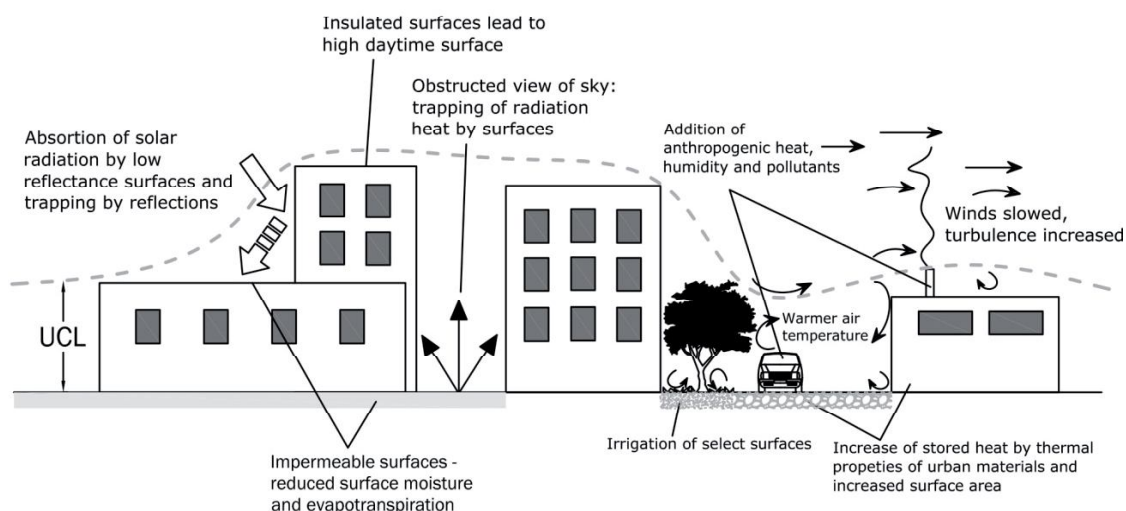 Insulated surfaces lead to
high daytime surface
Obstructed view of sky:
trapping of radiation
heat by surfaces
Absortion of solar
radiation by low
reflectance surfaces and
trapping by reflections
Addition of
anthropogenic heat,
humidity and pollutants
Winds slowed,
turbulence increased
UCL
Warmer air
temperature
Irrigation of select surfaces
Increase of stored heat by thermal
propeties of urban materials and
increased surface area
Impermeable surfaces -
reduced surface moisture
and evapotranspiration